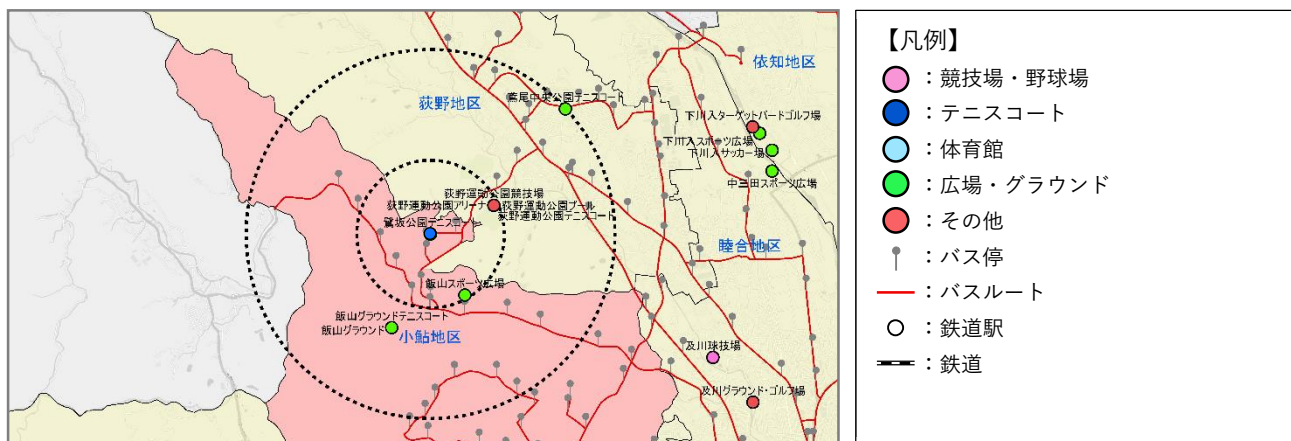 依知地区
荻野地区
鳶尾中央公園テニスコート
下川入ターゲットバードゴルフ場
下川入スポーツ広場
下川入サッカー場
中三田スポーツ広場
荻野運動公園競技場
荻野運動公園アリーナ
荻野運動公園プール
荻野運動公園テニスコート
鷺坂公園テニスコート
睦合地区
飯山スポーツ広場
飯山グラウンドテニスコート
飯山グラウンド
小鮎地区
及川球技場
及川グラウンド・ゴルフ場
【凡例】
：競技場・野球場
：テニスコート
：体育館
：広場・グラウンド
：その他
：バス停
：バスルート
：鉄道駅
：鉄道